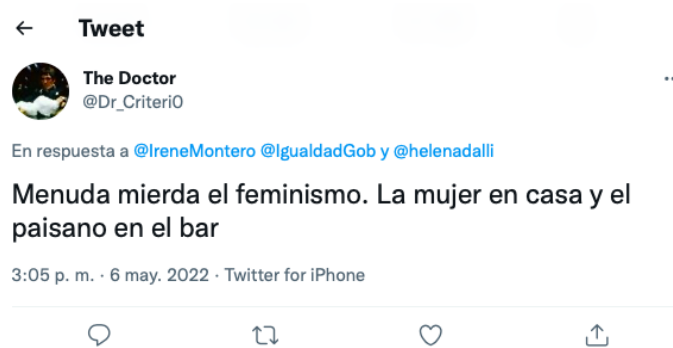 Tweet
The Doctor
@Dr_Criteri0
En respuesta a @IreneMontero @IgualdadGob y @helenadalli
Menuda mierda el feminismo. La mujer en casa y el
paisano en el bar
3:05 p. m. · 6 may. 2022 · Twitter for iPhone